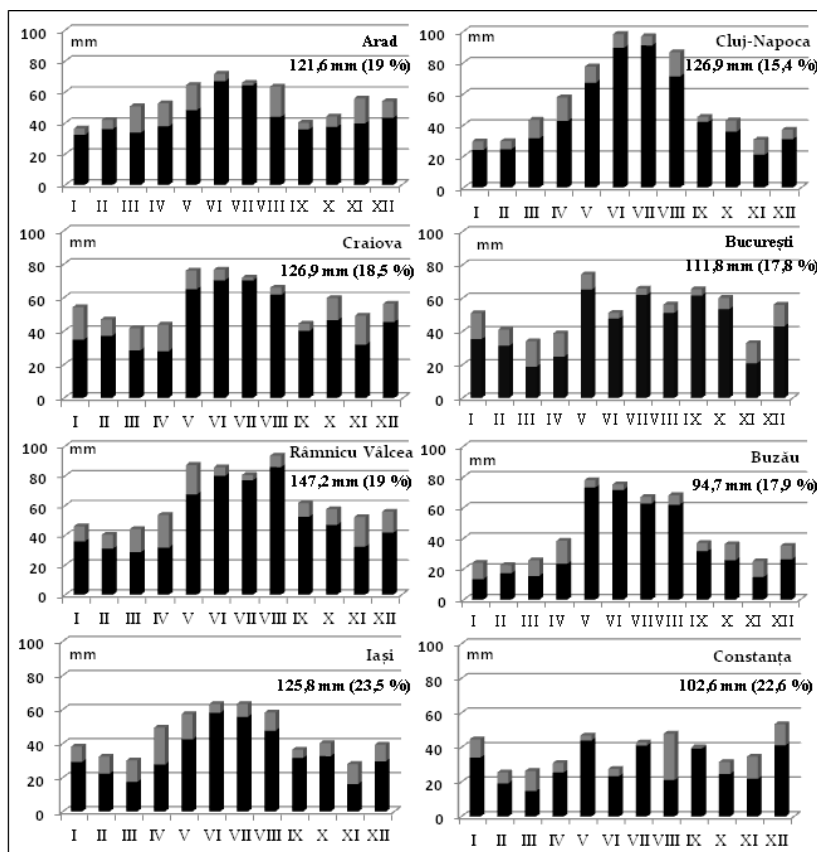 mm
Arad
121,6 mm (19 %)
100
80
60
40
20
0
I II III IV V VI VII VIII IX X XI XII
mm
Cluj-Napoca
126,9 mm (15,4 %)
100
80
60
40
20
0
I II III IV V VI VII VIII IX X XI XII
mm
Craiova
126,9 mm (18,5 %)
100
80
60
40
20
0
I II III IV V VI VII VIII IX X XI XII
mm
București
111,8 mm (17,8 %)
100
80
60
40
20
0
I II III IV V VI VII VIII IX X XI XII
mm
Râmnicu Vâlcea
147,2 mm (19 %)
100
80
60
40
20
0
I II III IV V VI VII VIII IX X XI XII
mm
Buzău
94,7 mm (17,9 %)
100
80
60
40
20
0
I II III IV V VI VII VIII IX X XI XII
mm
Iași
125,8 mm (23,5 %)
100
80
60
40
20
0
I II III IV V VI VII VIII IX X XI XII
mm
Constanța
102,6 mm (22,6 %)
100
80
60
40
20
0
I II III IV V VI VII VIII IX X XI XII